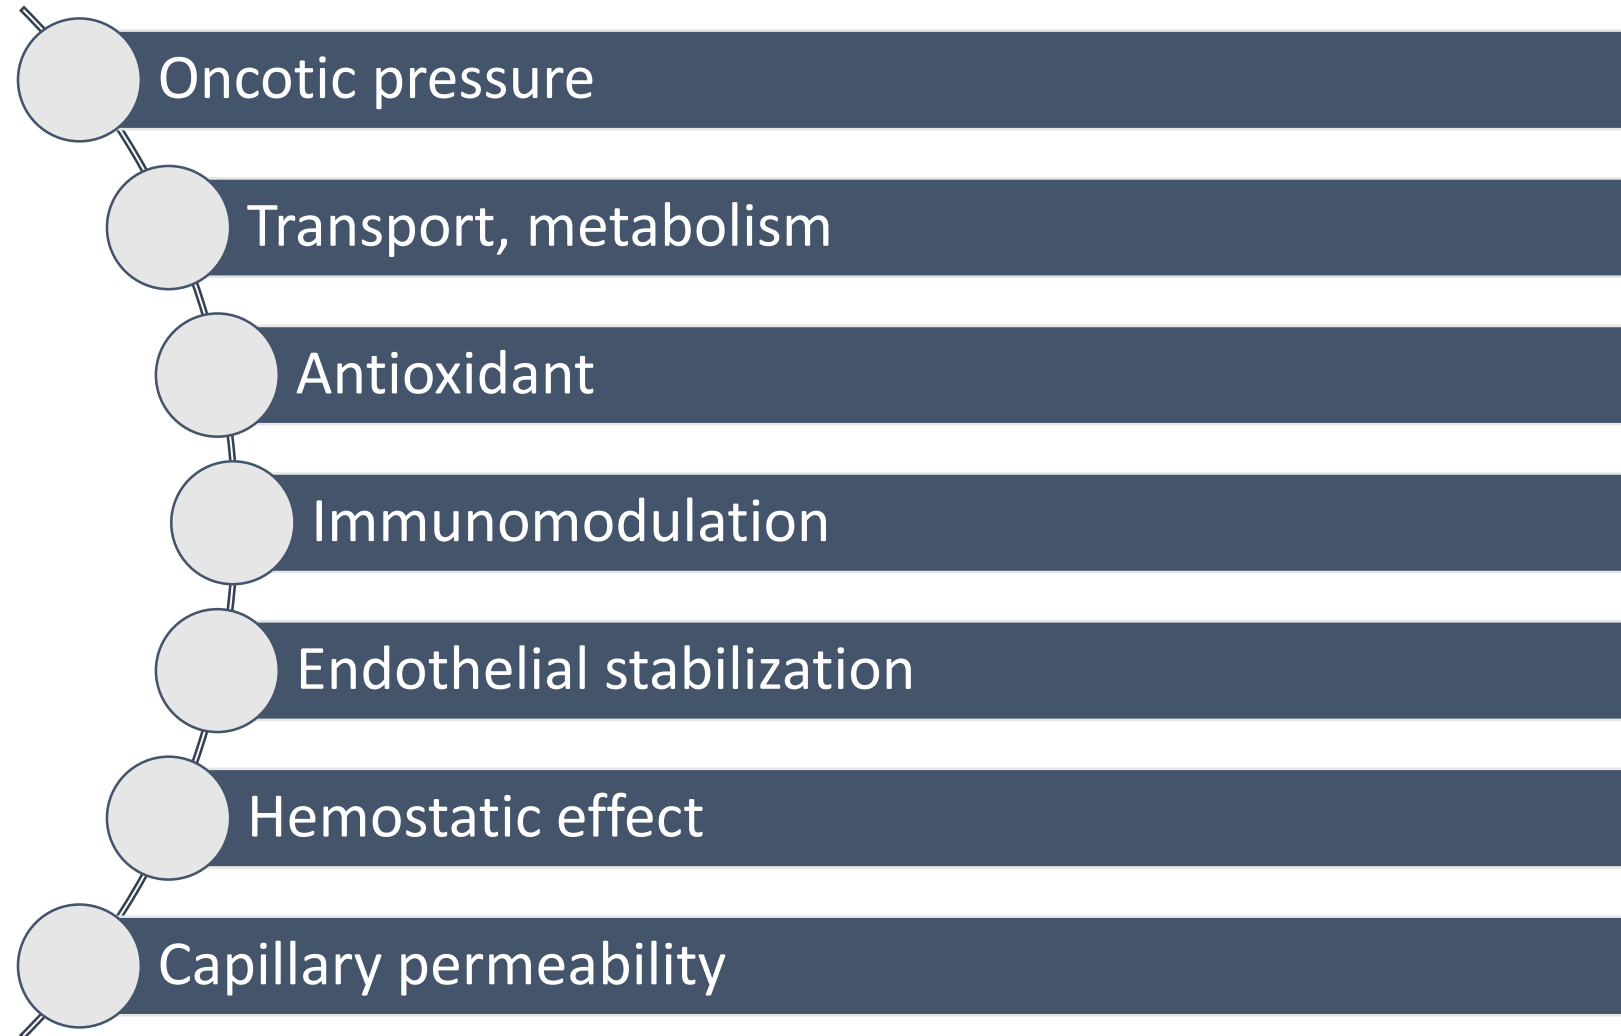 Oncotic pressure
Transport, metabolism
Antioxidant
Immunomodulation
Endothelial stabilization
Hemostatic effect
Capillary permeability